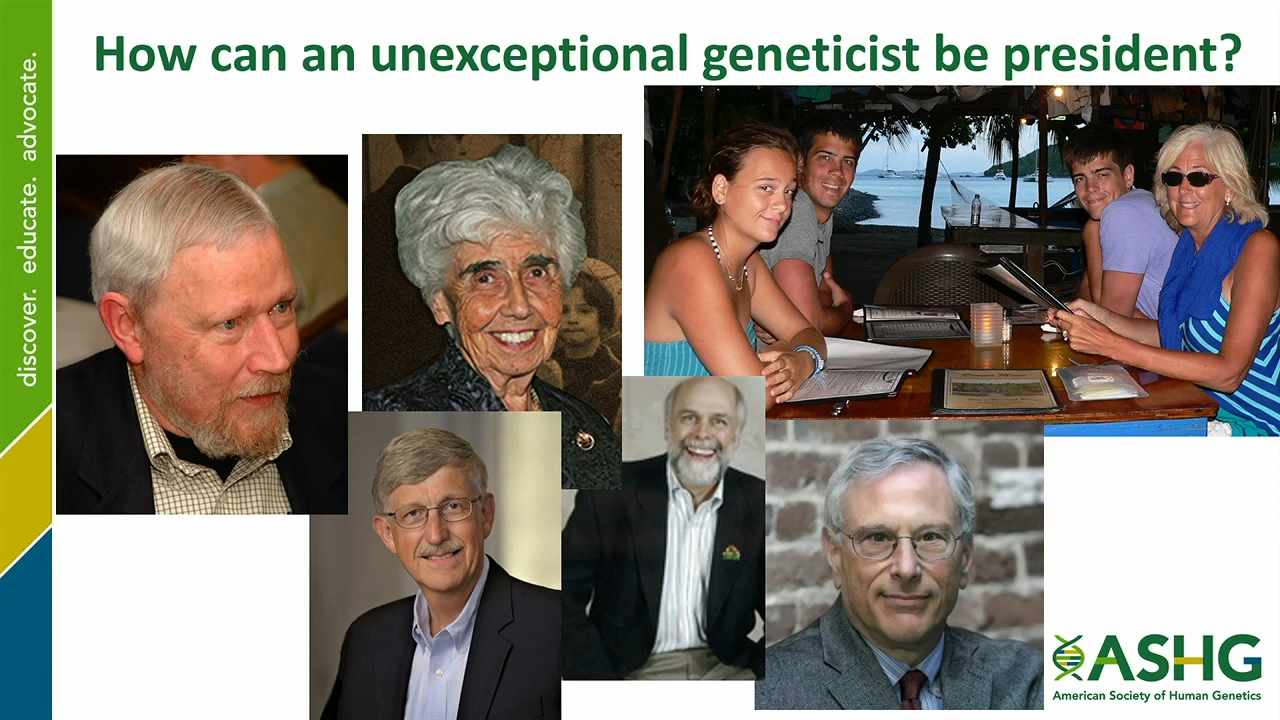 How can an unexceptional geneticist be president?
discover. educate. advocate.
ASHG
American Society of Human Genetics